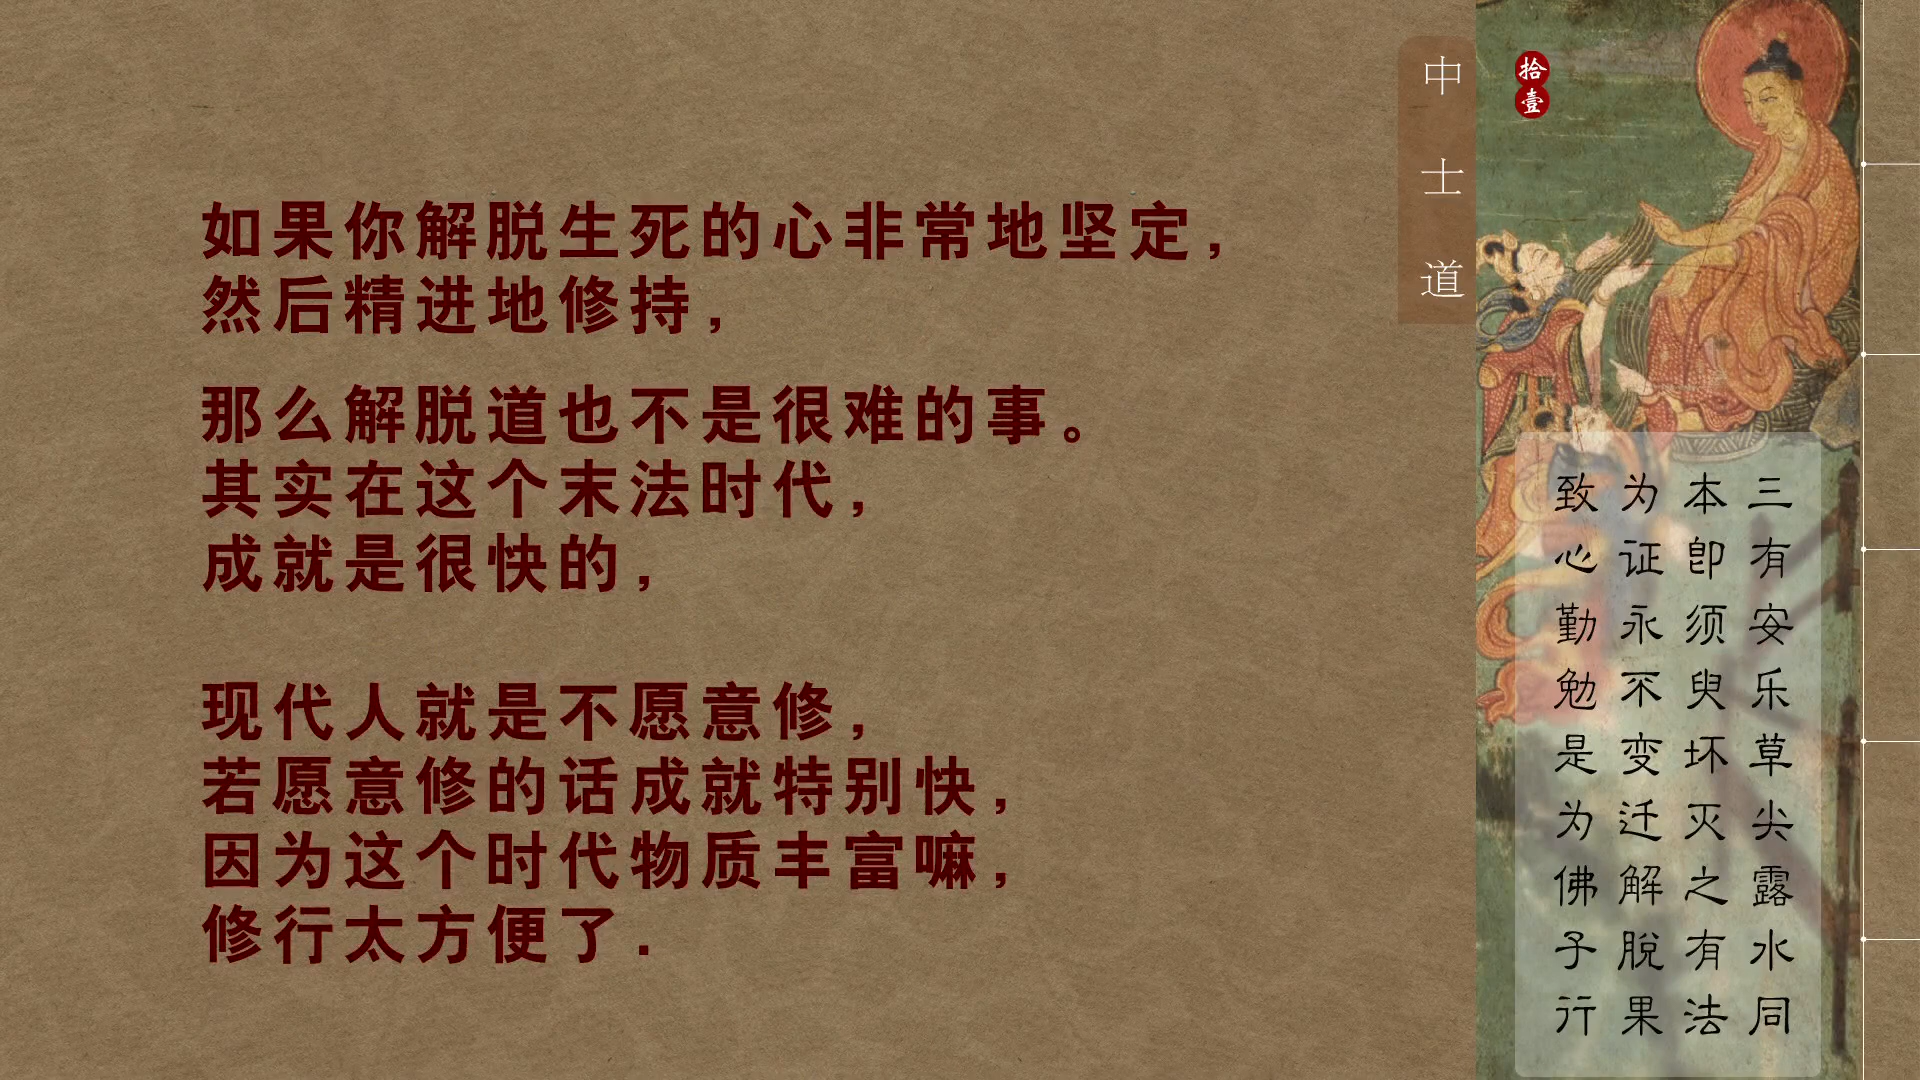 如果你解脱生死的心非常地坚定，
然后精进地修持，
那么解脱道也不是很难的事。
其实在这个末法时代，
成就是很快的，
现代人就是不愿意修，
若愿意修的话成就特别快，
因为这个时代物质丰富嘛，
修行太方便了.
中士道
拾壹
三有安乐草尖露水同
本即须臾坏灭之有法
为证永不变迁解脱果
致心勤勉是为佛子行